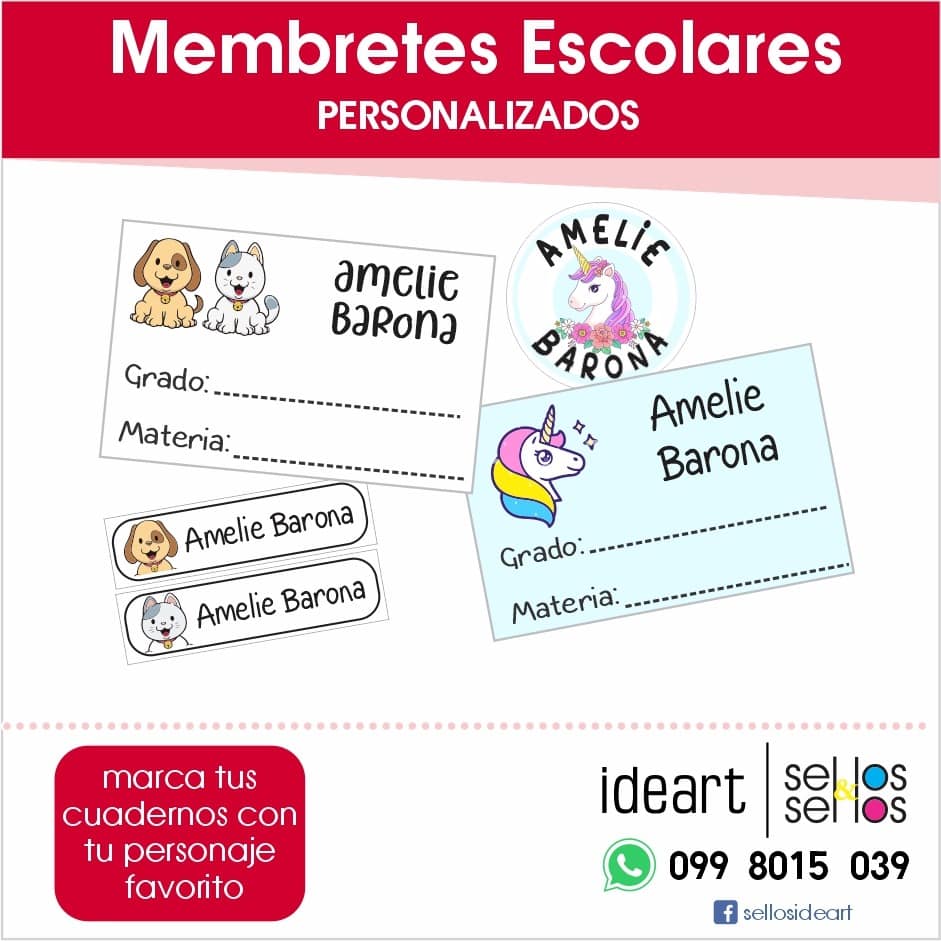 Membretes Escolares
PERSONALIZADOS
amelie
Barona
Grado:
Materia:
AMELIE
BARONA
Amelie
Barona
Grado:
Materia:
Amelie Barona
Amelie Barona
marca tus
cuadernos con
tu personaje
favorito
ideart
sellos
&
sellos
099 8015 039
sellosideart